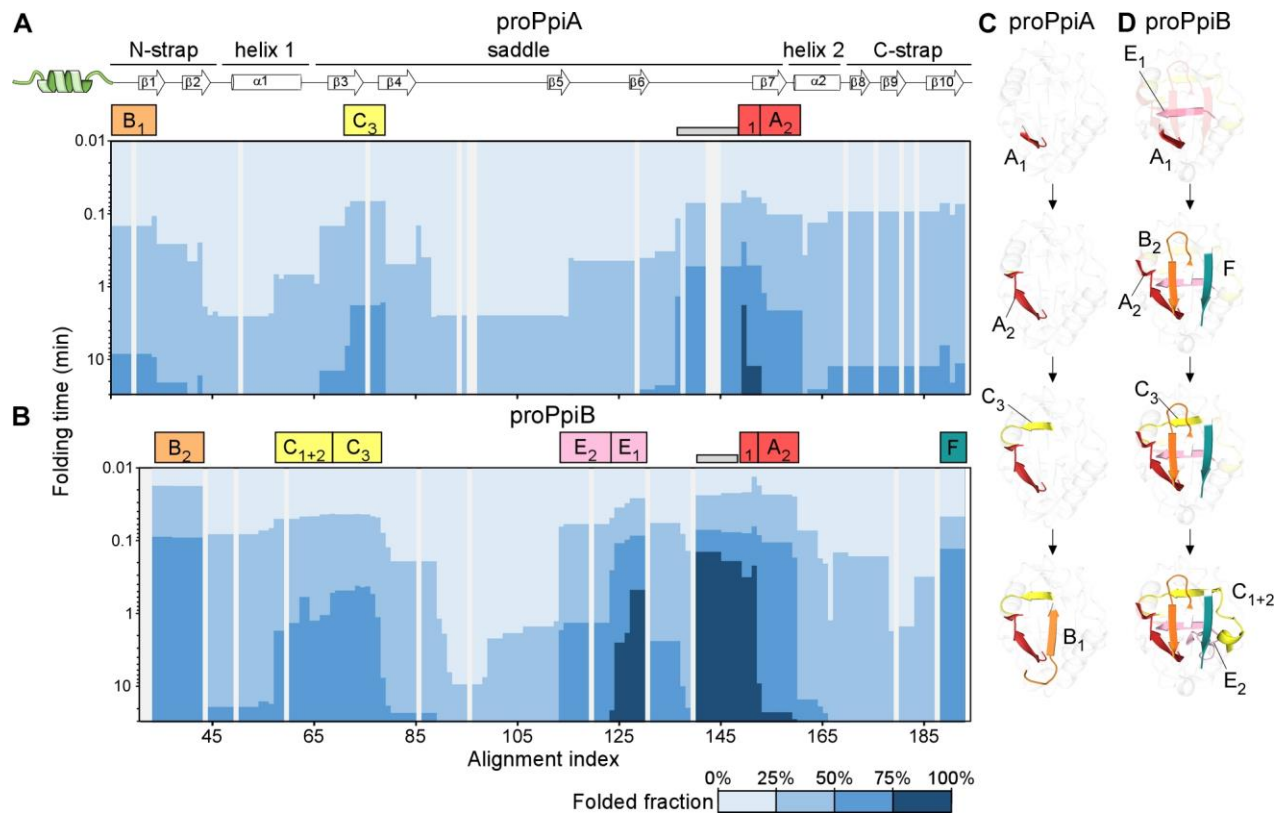 A proPpiA
N-strap helix 1 saddle helix 2 C-strap
β1 β2 α1 β3 β4 β5 β6 β7 α2 β8 β9 β10
B1 C3 1 A2
0.01
0.1
1
10
Folding time (min)
B proPpiB
B2 C1+2 C3 E2 E1 1 A2 F
0.01
0.1
1
10
45 65 85 105 125 145 165 185
Alignment index
0% 25% 50% 75% 100%
Folded fraction
C proPpiA
A1
A2
C3
B1
D proPpiB
E1
A1
B2
F
A2
C3
C1+2
E2